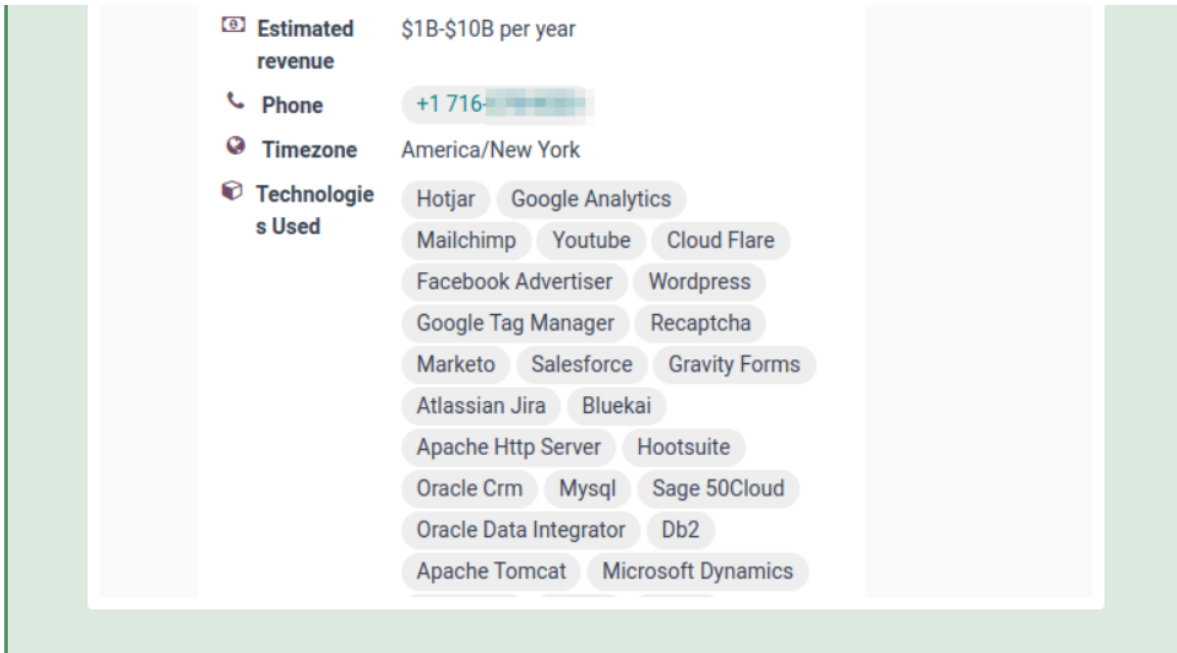 Estimated revenue $1B-$10B per year
Phone +1 716-
Timezone America/New York
Technologies Used Hotjar Google Analytics
Mailchimp Youtube Cloud Flare
Facebook Advertiser Wordpress
Google Tag Manager Recaptcha
Marketo Salesforce Gravity Forms
Atlassian Jira Bluekai
Apache Http Server Hootsuite
Oracle Crm Mysql Sage 50Cloud
Oracle Data Integrator Db2
Apache Tomcat Microsoft Dynamics